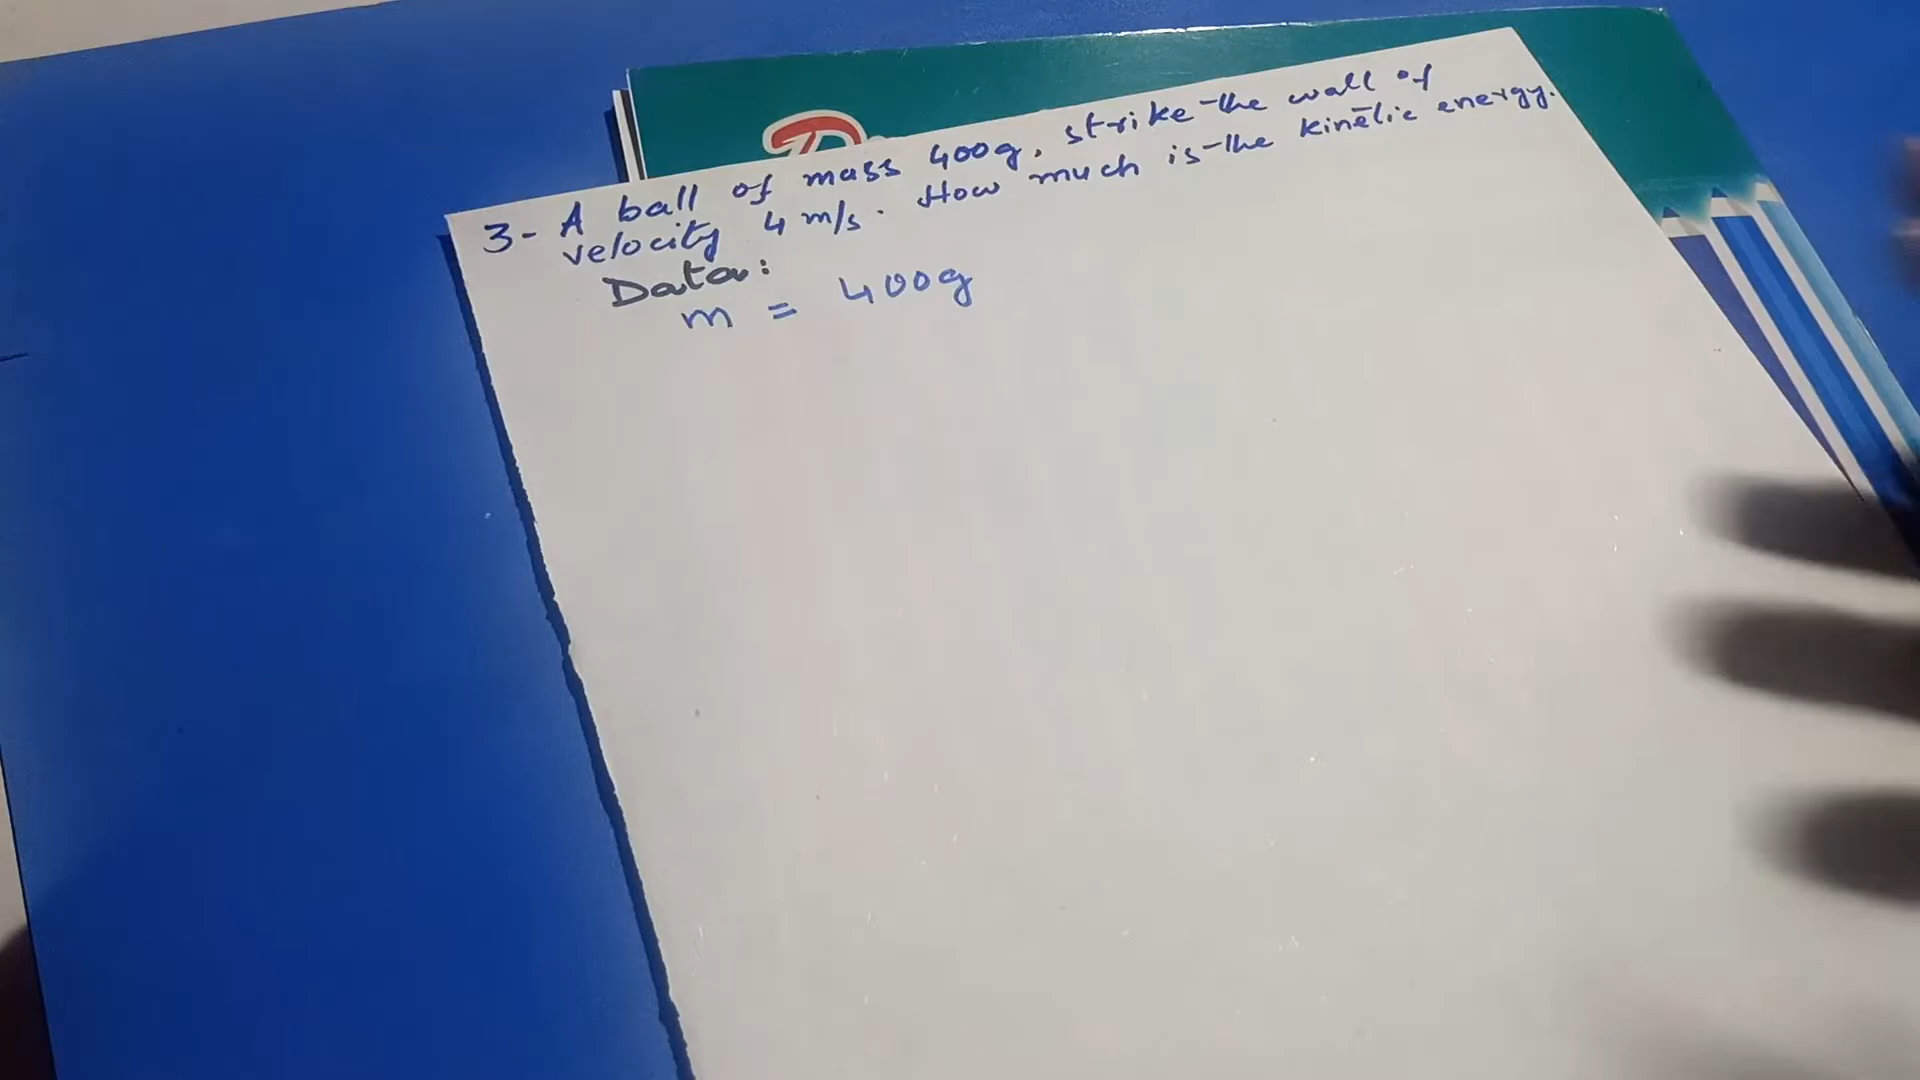 3- A ball of mass 400g, strike the wall of
velocity 4 m/s. How much is the kinetic energy.
Data:
m = 400g